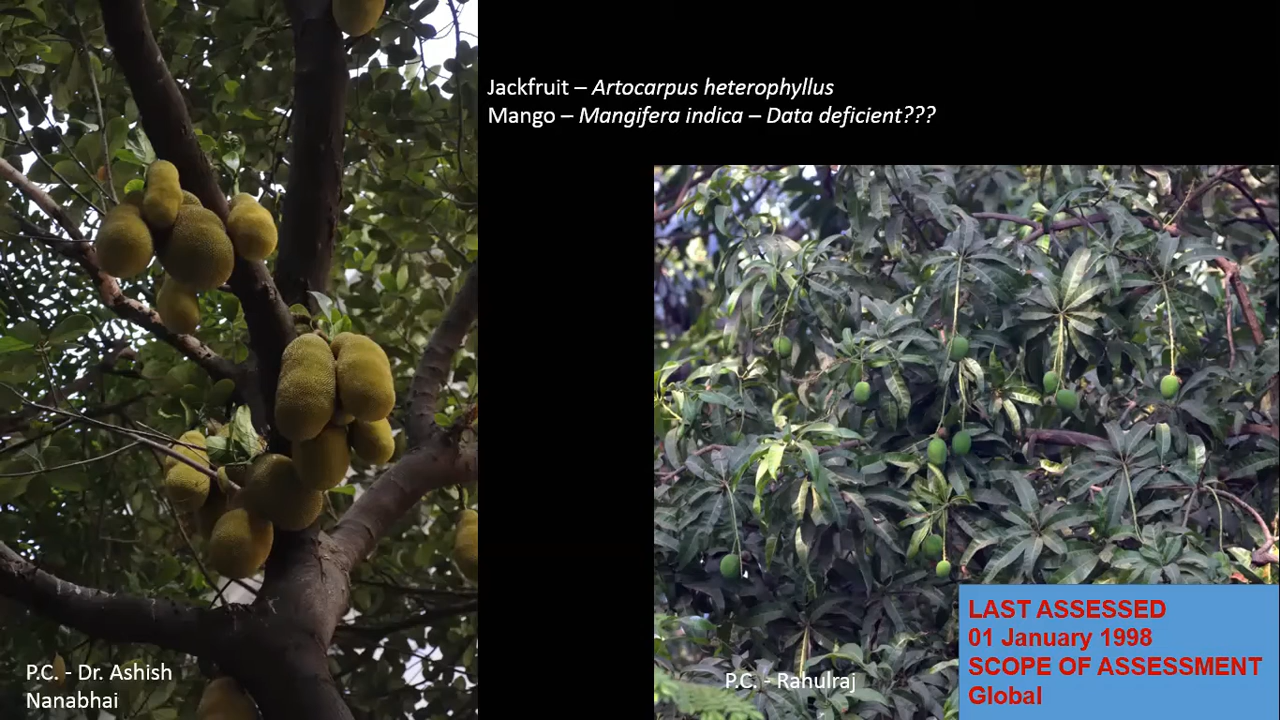 Jackfruit – Artocarpus heterophyllus
Mango – Mangifera indica – Data deficient???
P.C. - Dr. Ashish
Nanabhai
P.C. - Rahulraj
LAST ASSESSED
01 January 1998
SCOPE OF ASSESSMENT
Global